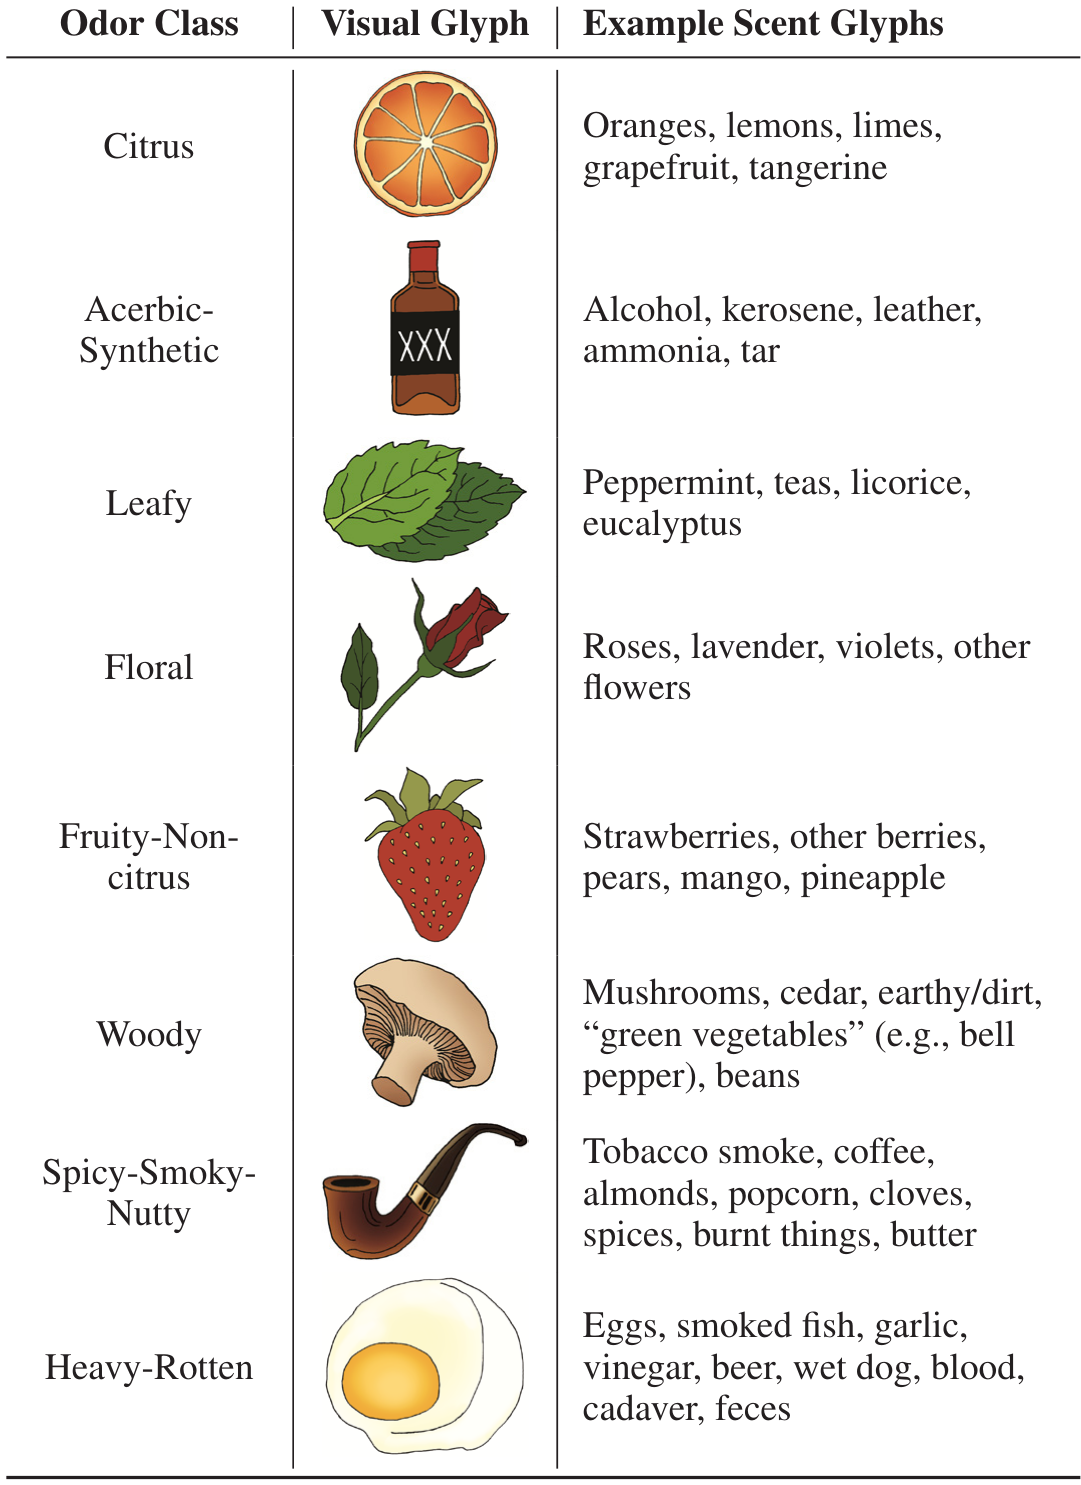 Odor Class Visual Glyph Example Scent Glyphs
Citrus
Oranges, lemons, limes,
grapefruit, tangerine
Acerbic-
Synthetic
XXX
Alcohol, kerosene, leather,
ammonia, tar
Leafy
Peppermint, teas, licorice,
eucalyptus
Floral
Roses, lavender, violets, other
flowers
Fruity-Non-
citrus
Strawberries, other berries,
pears, mango, pineapple
Woody
Mushrooms, cedar, earthy/dirt,
“green vegetables” (e.g., bell
pepper), beans
Spicy-Smoky-
Nutty
Tobacco smoke, coffee,
almonds, popcorn, cloves,
spices, burnt things, butter
Heavy-Rotten
Eggs, smoked fish, garlic,
vinegar, beer, wet dog, blood,
cadaver, feces